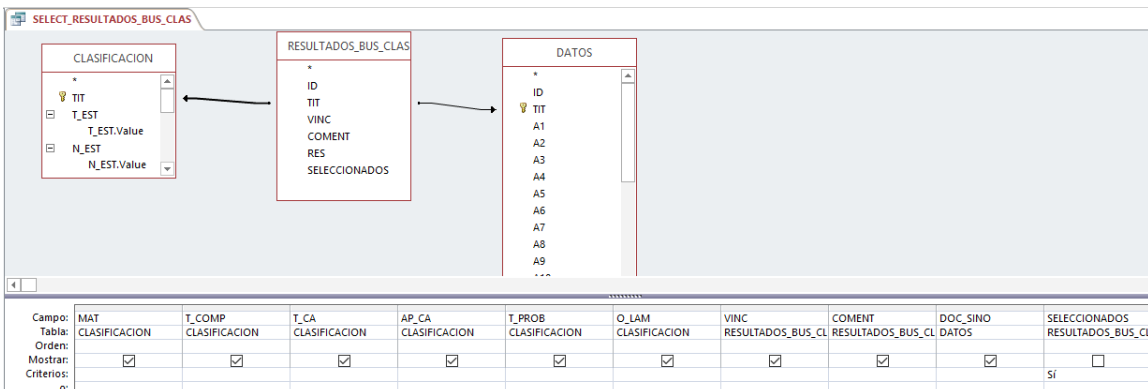 SELECT_RESULTADOS_BUS_CLAS
CLASIFICACION
*
TIT
T_EST
T_EST.Value
N_EST
N_EST.Value
RESULTADOS_BUS_CLAS
*
ID
TIT
VINC
COMENT
RES
SELECCIONADOS
DATOS
*
ID
TIT
A1
A2
A3
A4
A5
A6
A7
A8
A9
Campo: MAT T_COMP T_CA AP_CA T_PROB O_LAM VINC COMENT DOC_SINO SELECCIONADOS
Tabla: CLASIFICACION CLASIFICACION CLASIFICACION CLASIFICACION CLASIFICACION CLASIFICACION RESULTADOS_BUS_CL RESULTADOS_BUS_CL DATOS RESULTADOS_BUS_CL
Orden:
Mostrar:
Criterios: Sí
o: